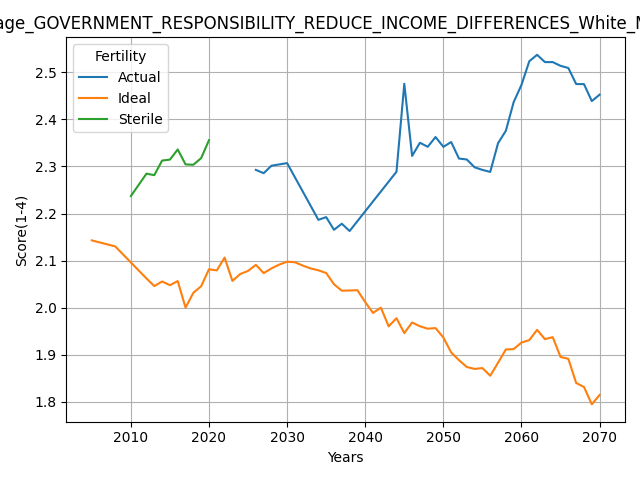 age_GOVERNMENT_RESPONSIBILITY_REDUCE_INCOME_DIFFERENCES_White_
Fertility
Actual
Ideal
Sterile
Score(1-4)
2.5
2.4
2.3
2.2
2.1
2.0
1.9
1.8
2010 2020 2030 2040 2050 2060 2070
Years